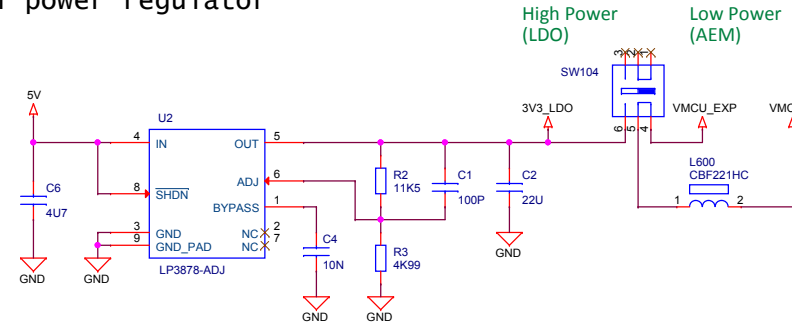 r power regulator
High Power
(LDO)
Low Power
(AEM)
SW104
3 2 1
6 5 4
5V
3V3_LDO
VMCU_EXP
VMC
U2
4 IN
OUT 5
ADJ 6
8 SHDN
BYPASS 1
3 GND
9 GND_PAD
NC 2
NC 7
LP3878-ADJ
C6
4U7
R2
11K5
C1
100P
C2
22U
C4
10N
R3
4K99
L600
CBF221HC
1 2
GND
GND
GND
GND
GND